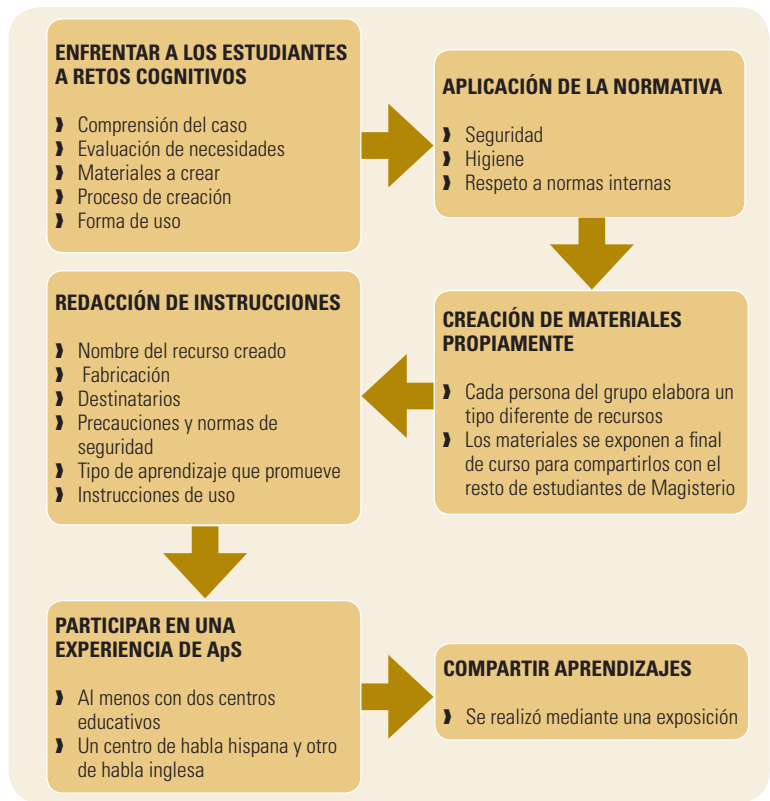 ENFRENTAR A LOS ESTUDIANTES
A RETOS COGNITIVOS
❱ Comprensión del caso
❱ Evaluación de necesidades
❱ Materiales a crear
❱ Proceso de creación
❱ Forma de uso
APLICACIÓN DE LA NORMATIVA
❱ Seguridad
❱ Higiene
❱ Respeto a normas internas
CREACIÓN DE MATERIALES
PROPIAMENTE
❱ Cada persona del grupo elabora un
tipo diferente de recursos
❱ Los materiales se exponen a final
de curso para compartirlos con el
resto de estudiantes de Magisterio
REDACCIÓN DE INSTRUCCIONES
❱ Nombre del recurso creado
❱ Fabricación
❱ Destinatarios
❱ Precauciones y normas de
seguridad
❱ Tipo de aprendizaje que promueve
❱ Instrucciones de uso
PARTICIPAR EN UNA
EXPERIENCIA DE ApS
❱ Al menos con dos centros
educativos
❱ Un centro de habla hispana y otro
de habla inglesa
COMPARTIR APRENDIZAJES
❱ Se realizó mediante una exposición